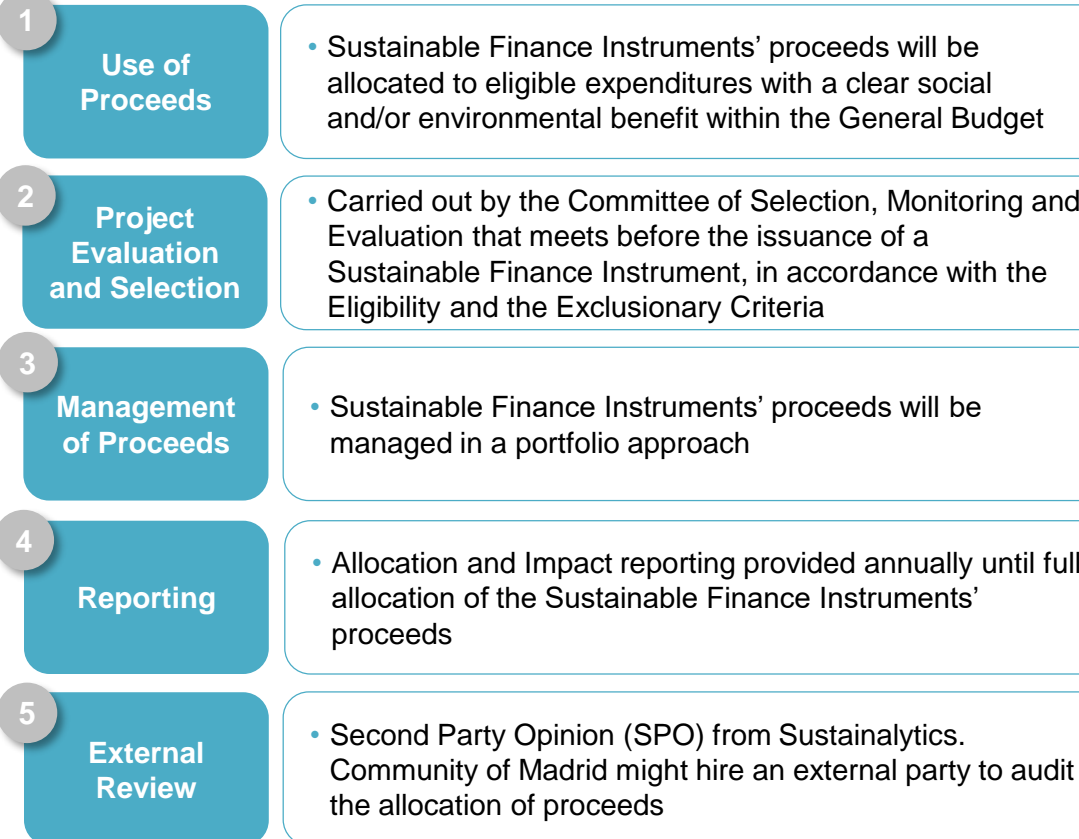 1
Use of
Proceeds
• Sustainable Finance Instruments’ proceeds will be
allocated to eligible expenditures with a clear social
and/or environmental benefit within the General Budget
2
Project
Evaluation
and Selection
• Carried out by the Committee of Selection, Monitoring and
Evaluation that meets before the issuance of a
Sustainable Finance Instrument, in accordance with the
Eligibility and the Exclusionary Criteria
3
Management
of Proceeds
• Sustainable Finance Instruments’ proceeds will be
managed in a portfolio approach
4
Reporting
• Allocation and Impact reporting provided annually until full
allocation of the Sustainable Finance Instruments’
proceeds
5
External
Review
• Second Party Opinion (SPO) from Sustainalytics.
Community of Madrid might hire an external party to audit
the allocation of proceeds